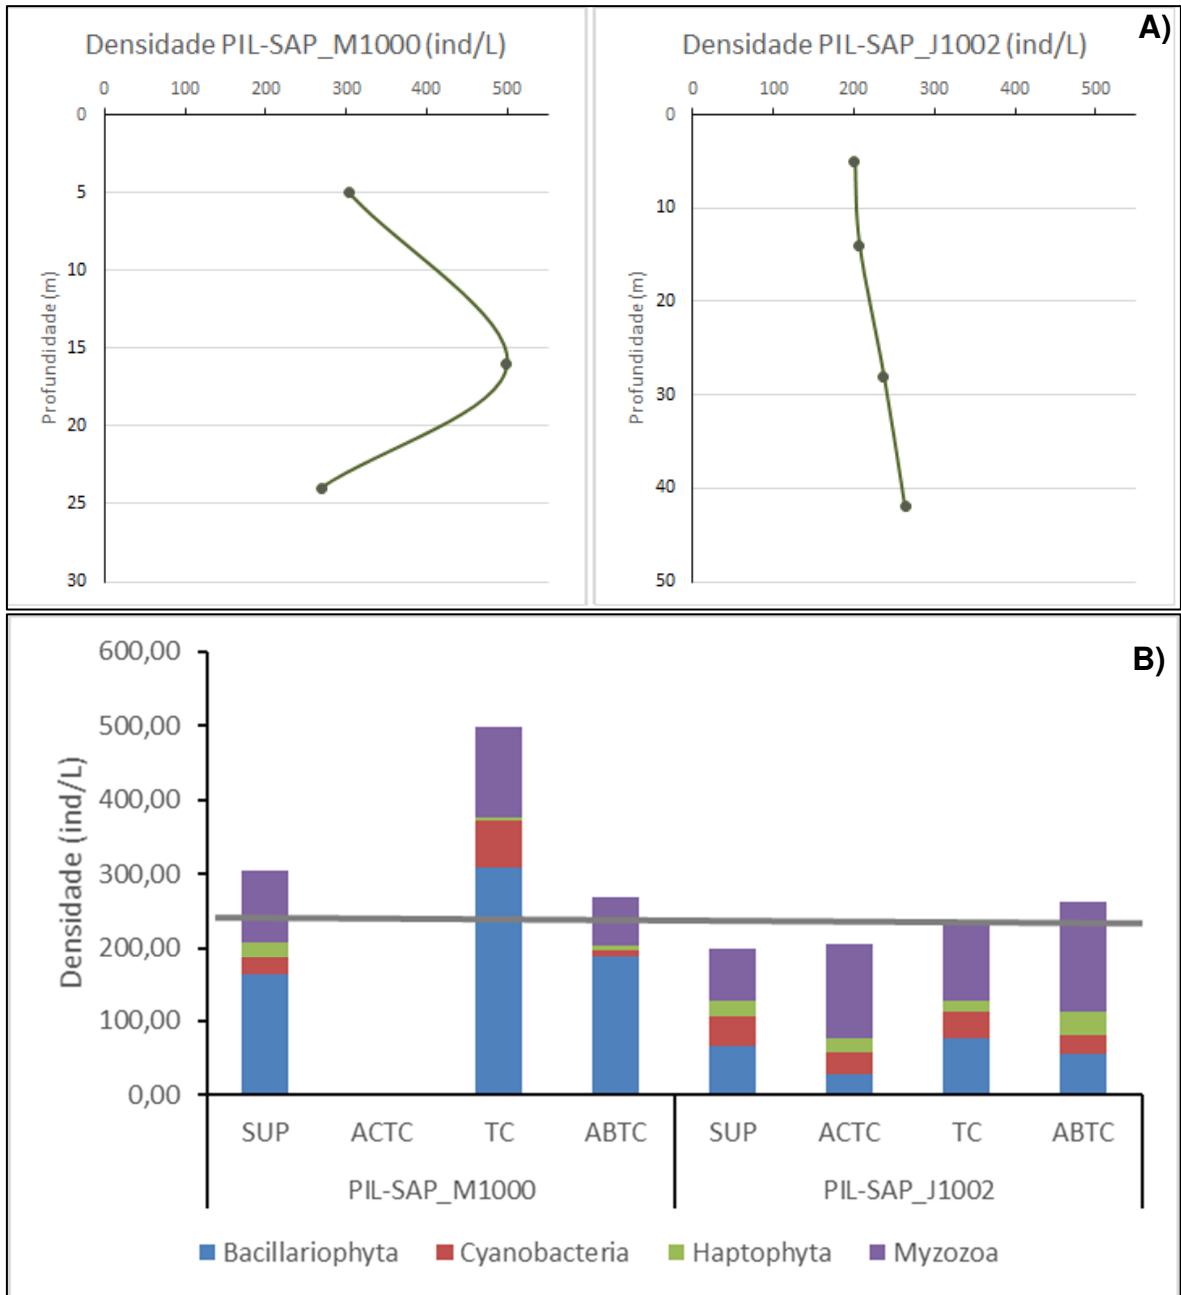 A)
Densidade PIL-SAP_M1000 (ind/L)
0 100 200 300 400 500
0
5
10
15
20
25
30
Profundidade (m)
Densidade PIL-SAP_J1002 (ind/L)
0 100 200 300 400 500
0
10
20
30
40
50
Profundidade (m)
B)
600,00
500,00
400,00
300,00
200,00
100,00
0,00
Densidade (ind/L)
SUP ACTC TC ABTC SUP ACTC TC ABTC
PIL-SAP_M1000 PIL-SAP_J1002
Bacillariophyta Cyanobacteria Haptophyta Myzozoa